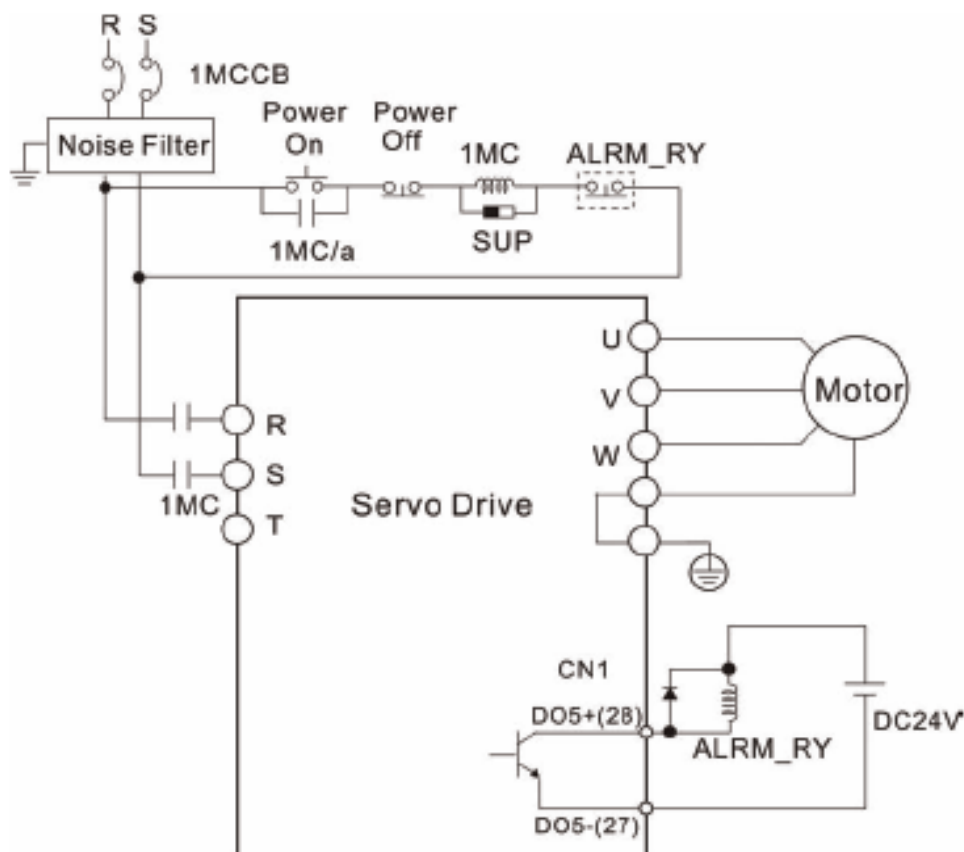 R S
1MCCB
Noise Filter
Power
On
Power
Off
1MC
ALRM_RY
1MC/a
SUP
U
V
W
Motor
R
S
1MC
T
Servo Drive
CN1
DO5+(28)
DO5-(27)
ALRM_RY
DC24V